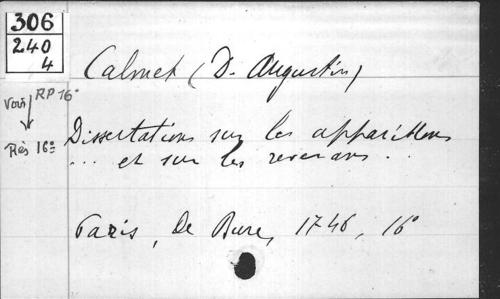 306
240
4
Calmet (D. Augustin)
Voir RP 16°
Rés 16°
Dissertations sur les apparitions
... et sur les revenans...
Paris, De Bure, 1746, 16°